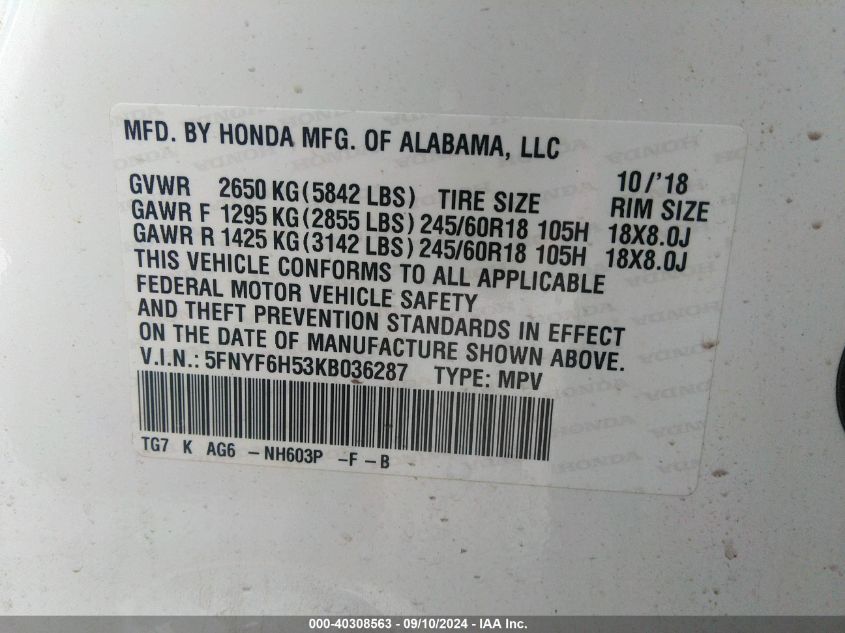 MFD. BY HONDA MFG. OF ALABAMA, LLC
10/'18
GVWR 2650 KG (5842 LBS) TIRE SIZE RIM SIZE
GAWR F 1295 KG (2855 LBS) 245/60R18 105H 18X8.0J
GAWR R 1425 KG (3142 LBS) 245/60R18 105H 18X8.0J
THIS VEHICLE CONFORMS TO ALL APPLICABLE
FEDERAL MOTOR VEHICLE SAFETY
AND THEFT PREVENTION STANDARDS IN EFFECT
ON THE DATE OF MANUFACTURE SHOWN ABOVE.
V.I.N.: 5FNYF6H53KB036287 TYPE: MPV
TG7 K AG6 -NH603P -F-B
000-40308563 - 09/10/2024 - IAA Inc.